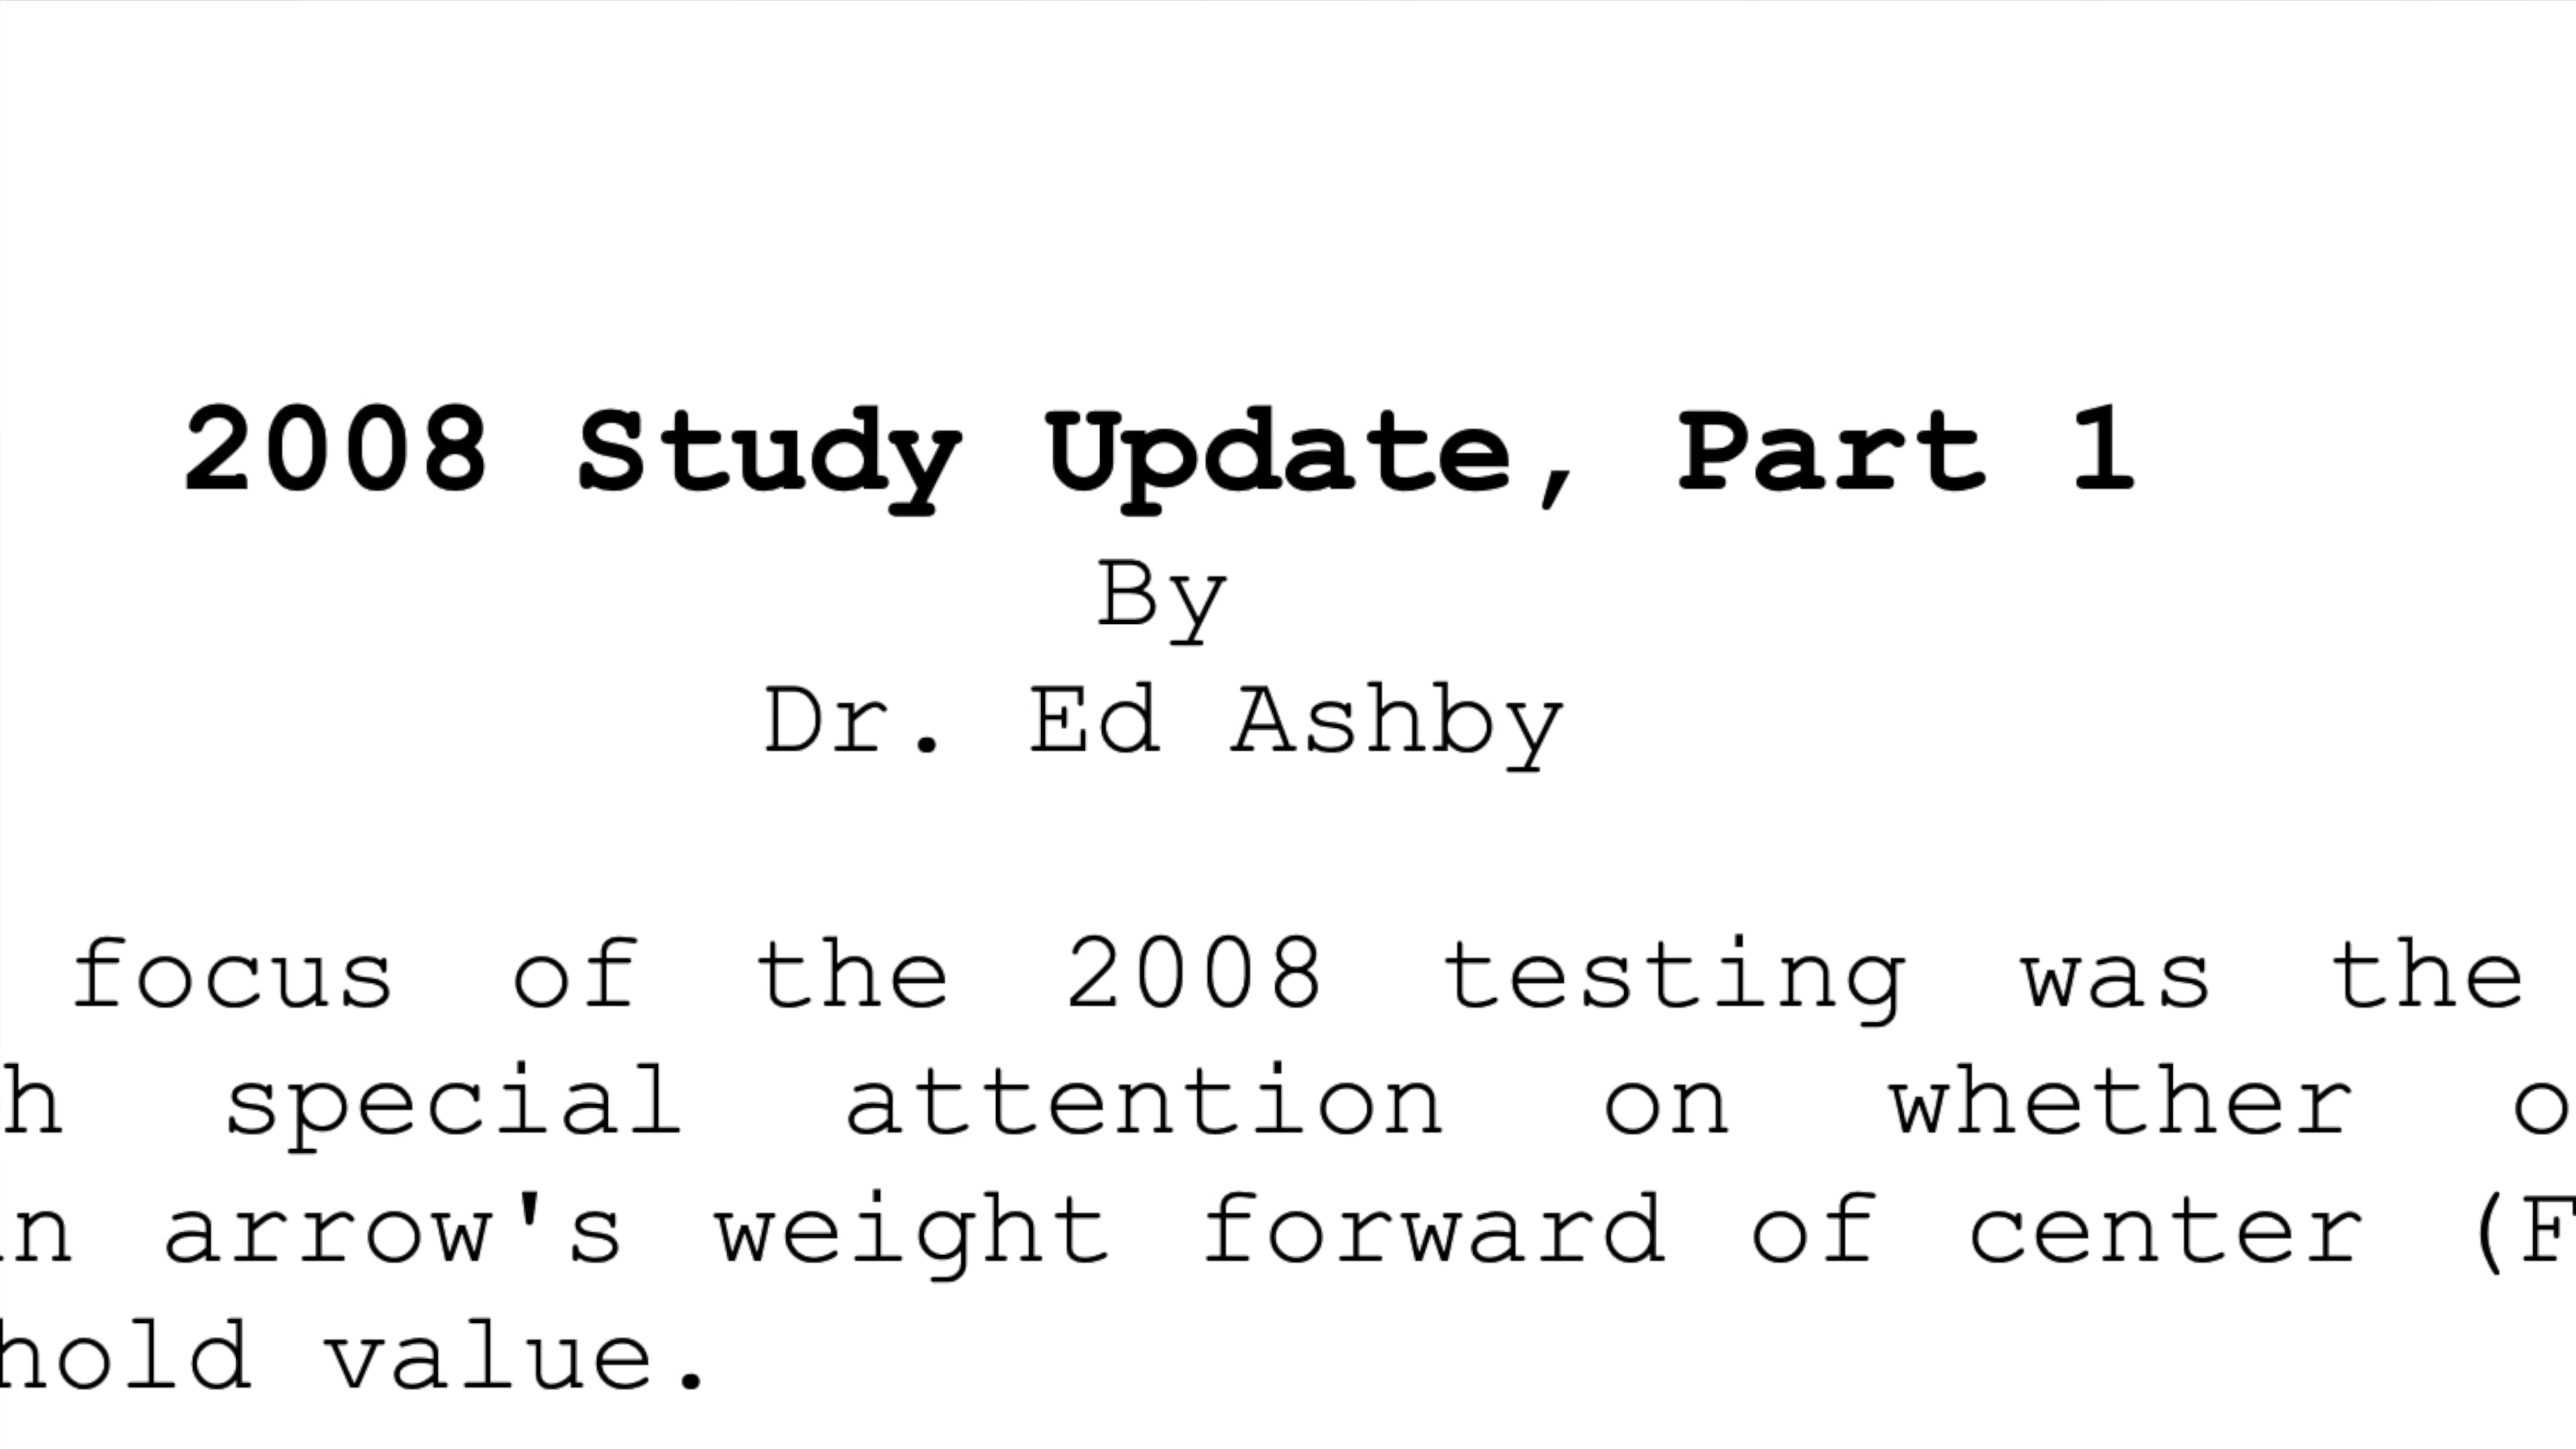 2008 Study Update, Part 1
By
Dr. Ed Ashby
focus of the 2008 testing was the
h special attention on whether o
n arrow's weight forward of center (F
hold value.